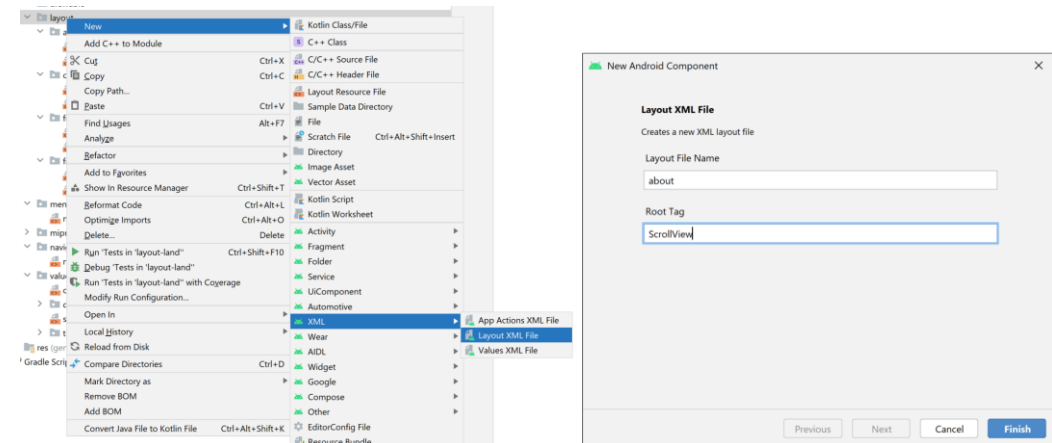 layout
New
Add C++ to Module
Cut Ctrl+X
Copy Ctrl+C
Copy Path...
Paste Ctrl+V
Find Usages Alt+F7
Analyze
Refactor
Add to Favorites
Show In Resource Manager Ctrl+Shift+T
Reformat Code Ctrl+Alt+L
Optimize Imports Ctrl+Alt+O
Delete... Delete
Run 'Tests in 'layout-land'' Ctrl+Shift+F10
Debug 'Tests in 'layout-land''
Run 'Tests in 'layout-land'' with Coverage
Modify Run Configuration...
Open In
Local History
Reload from Disk
Compare Directories Ctrl+D
Mark Directory as
Remove BOM
Add BOM
Convert Java File to Kotlin File Ctrl+Alt+Shift+K
men
mipr
navi
valu
res (gen
Gradle Scrip
Kotlin Class/File
C++ Class
C/C++ Source File
C/C++ Header File
Layout Resource File
Sample Data Directory
File
Scratch File Ctrl+Alt+Shift+Insert
Directory
Image Asset
Vector Asset
Kotlin Script
Kotlin Worksheet
Activity
Fragment
Folder
Service
UiComponent
Automotive
XML
Wear
AIDL
Widget
Google
Compose
Other
EditorConfig File
Resource Bundle
App Actions XML File
Layout XML File
Values XML File
New Android Component
Layout XML File
Creates a new XML layout file
Layout File Name
about
Root Tag
ScrollView
Previous Next Cancel Finish